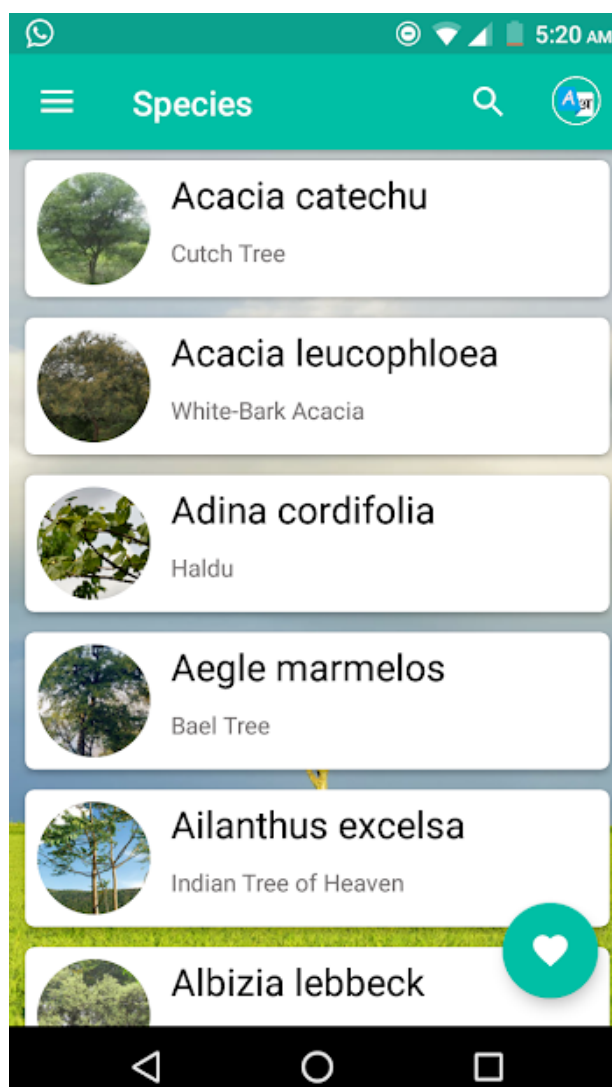 5:20 AM
Species
A अ
Acacia catechu
Cutch Tree
Acacia leucophloea
White-Bark Acacia
Adina cordifolia
Haldu
Aegle marmelos
Bael Tree
Ailanthus excelsa
Indian Tree of Heaven
Albizia lebbeck